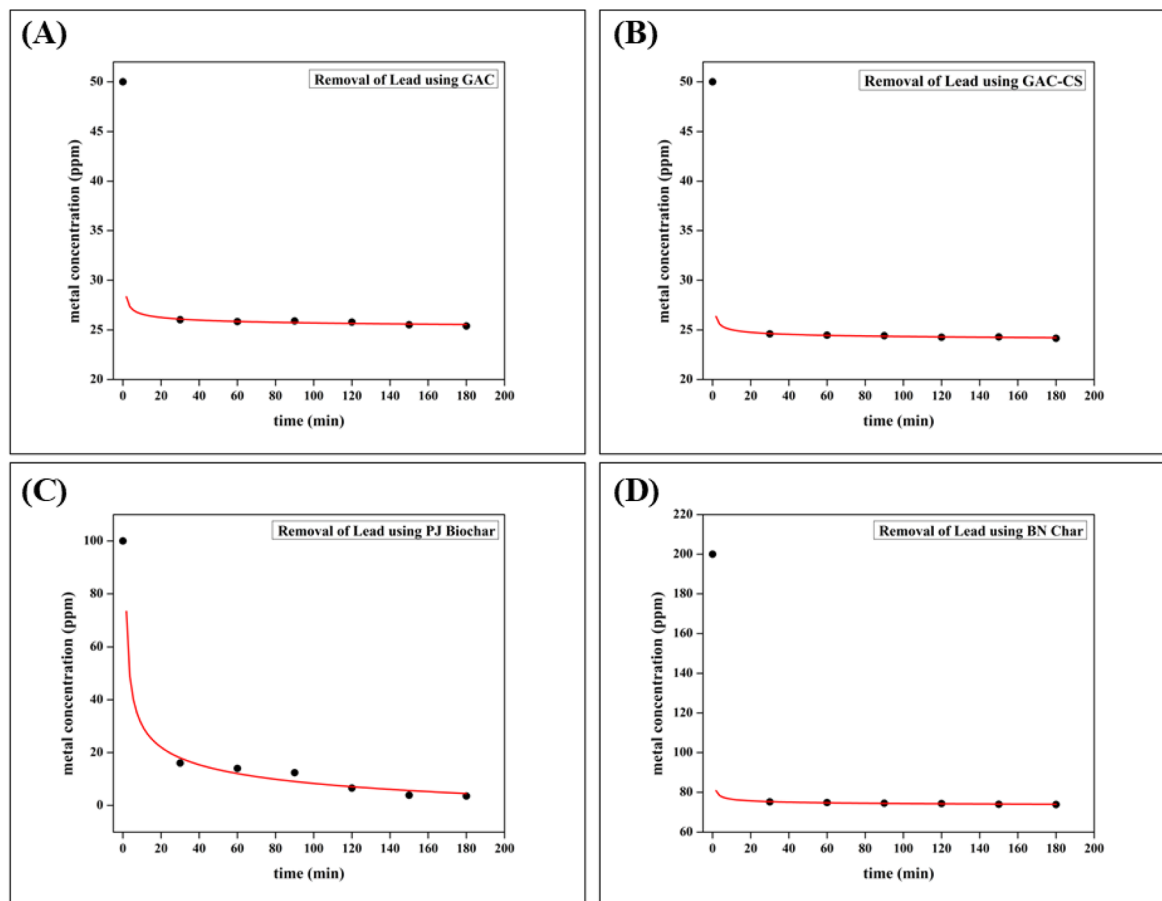 (A)
Removal of Lead using GAC
metal concentration (ppm)
50
45
40
35
30
25
20
0 20 40 60 80 100 120 140 160 180 200
time (min)
(B)
Removal of Lead using GAC-CS
metal concentration (ppm)
50
45
40
35
30
25
20
0 20 40 60 80 100 120 140 160 180 200
time (min)
(C)
Removal of Lead using PJ Biochar
metal concentration (ppm)
100
80
60
40
20
0
0 20 40 60 80 100 120 140 160 180 200
time (min)
(D)
Removal of Lead using BN Char
metal concentration (ppm)
220
200
180
160
140
120
100
80
60
0 20 40 60 80 100 120 140 160 180 200
time (min)